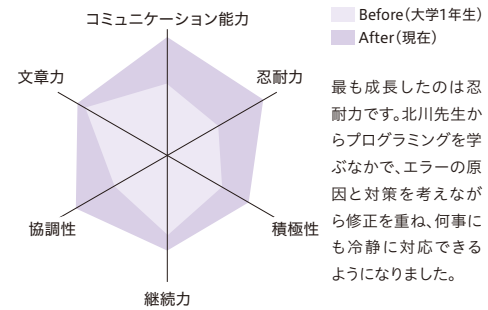 コミュニケーション能力
忍耐力
積極性
継続力
協調性
文章力
Before(大学1年生)
After(現在)
最も成長したのは忍
耐力です。北川先生か
らプログラミングを学
ぶなかで、エラーの原
因と対策を考えなが
ら修正を重ね、何事に
も冷静に対応できる
ようになりました。